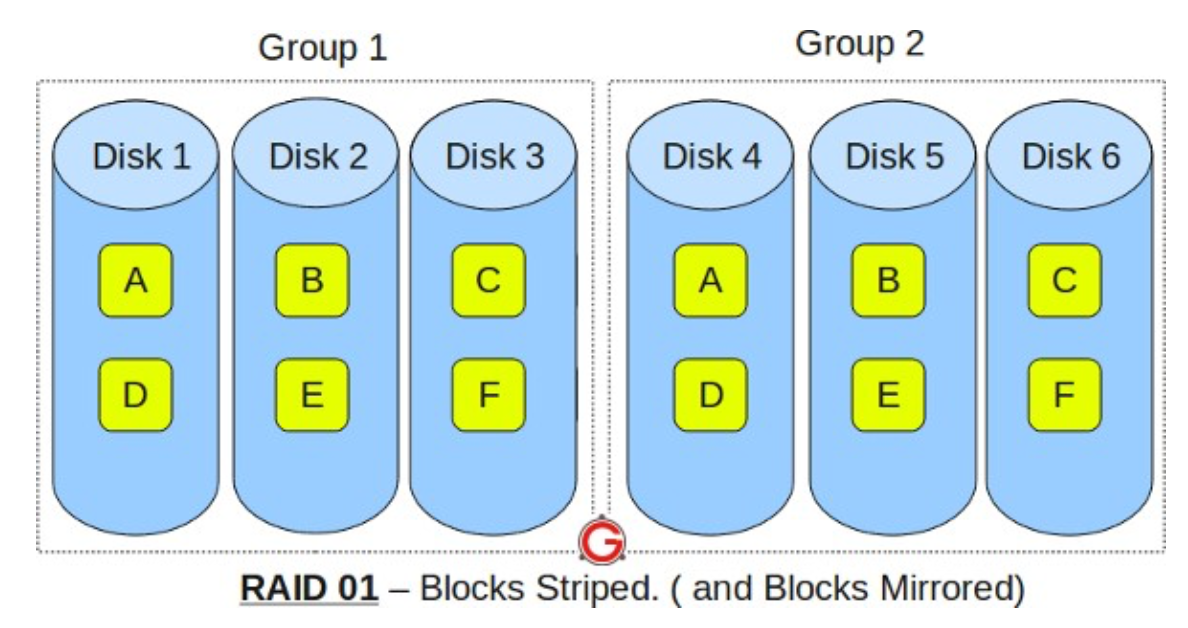 Group 1 Group 2
Disk 1 Disk 2 Disk 3 Disk 4 Disk 5 Disk 6
A B C A B C
D E F D E F
G
RAID 01 – Blocks Striped. ( and Blocks Mirrored)